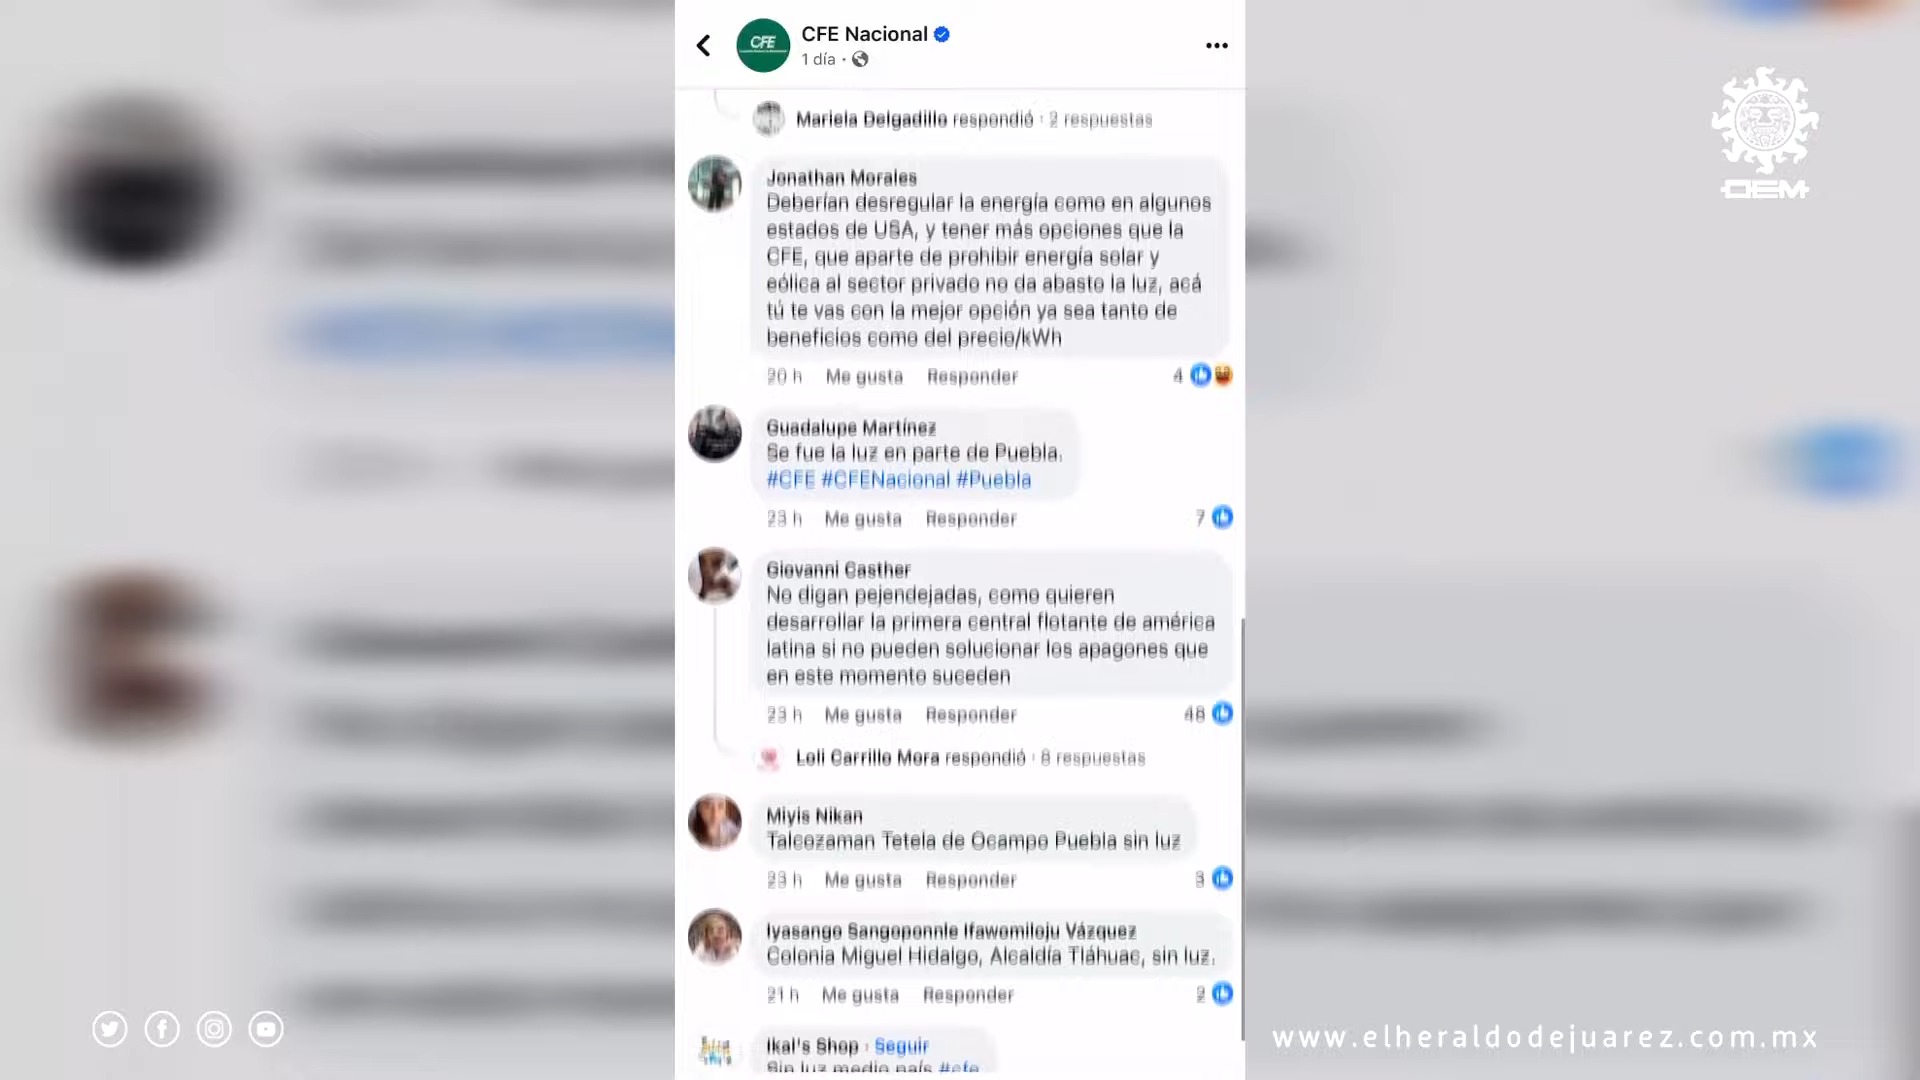 CFE
CFE Nacional
1 día ·
Mariela Delgadillo respondió · 2 respuestas
Jonathan Morales
Deberían desregular la energía como en algunos
estados de USA, y tener más opciones que la
CFE, que aparte de prohibir energía solar y
eólica al sector privado no da abasto la luz, acá
tú te vas con la mejor opción ya sea tanto de
beneficios como del precio/kWh
20 h Me gusta Responder 4
Guadalupe Martínez
Se fue la luz en parte de Puebla.
#CFE #CFENacional #Puebla
23 h Me gusta Responder 7
Giovanni Casther
No digan pejendejadas, como quieren
desarrollar la primera central flotante de américa
latina si no pueden solucionar los apagones que
en este momento suceden
23 h Me gusta Responder 48
Loli Carrillo Mora respondió · 8 respuestas
Miyis Nikan
Talcozaman Tetela de Ocampo Puebla sin luz
23 h Me gusta Responder 3
Iyasango Sangoponnle Ifawomiloju Vázquez
Colonia Miguel Hidalgo, Alcaldía Tláhuac, sin luz.
21 h Me gusta Responder 2
Ikal's Shop · Seguir
Sin luz medio país #cfe
OEM
www.elheraldodejuarez.com.mx